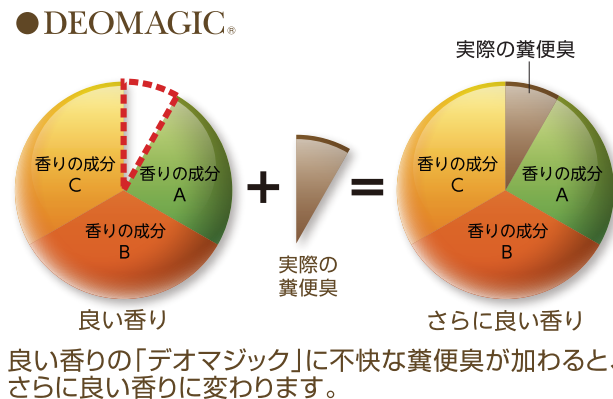 ●DEOMAGIC®
実際の糞便臭
香りの成分
C
香りの成分
A
香りの成分
B
+
実際の
糞便臭
=
香りの成分
C
香りの成分
A
香りの成分
B
良い香り
さらに良い香り
良い香りの「デオマジック」に不快な糞便臭が加わると、
さらに良い香りに変わります。